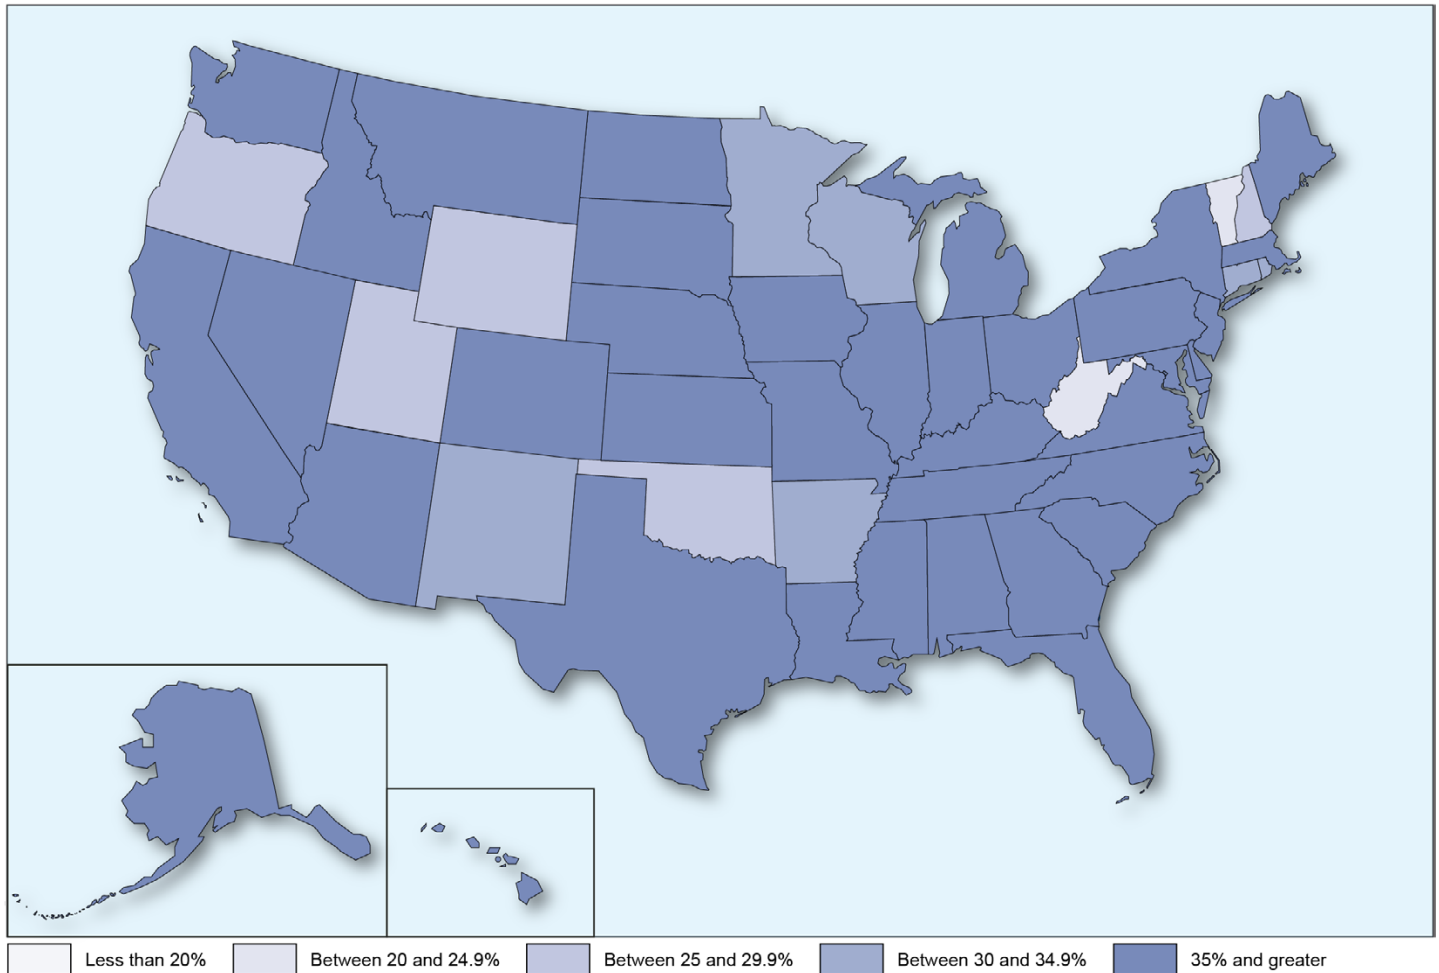 Less than 20%
Between 20 and 24.9%
Between 25 and 29.9%
Between 30 and 34.9%
35% and greater